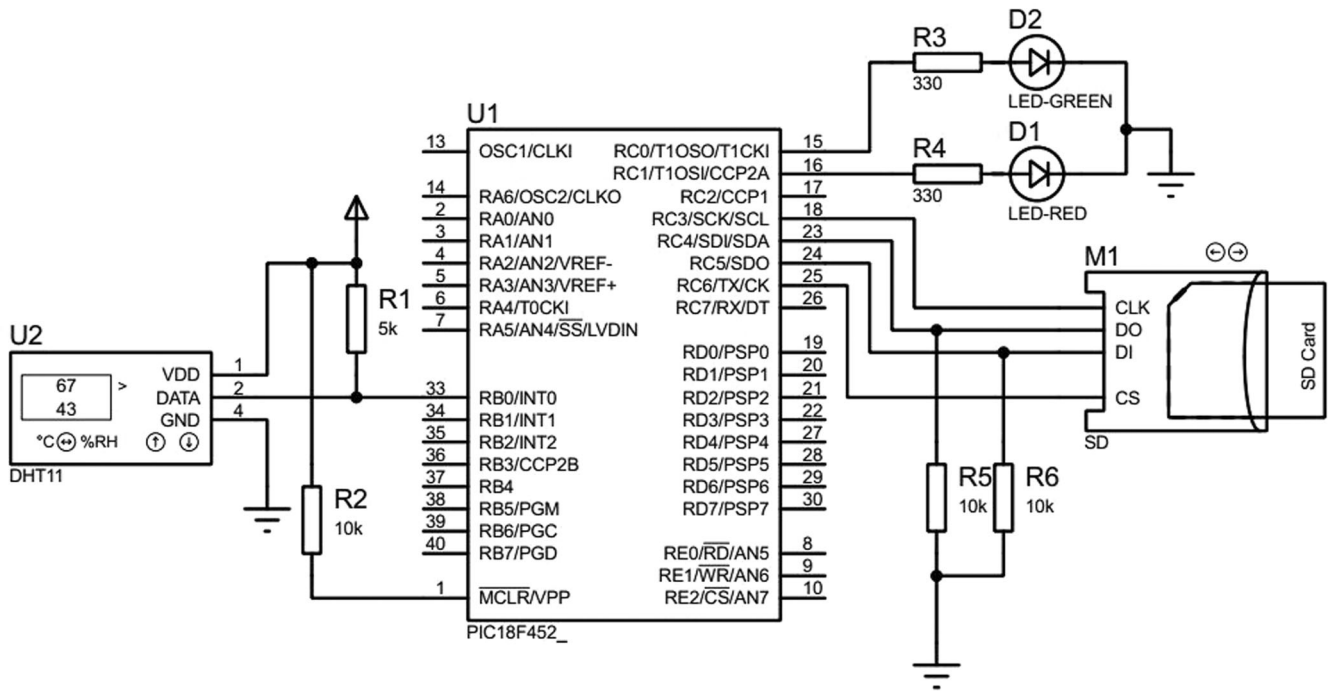 D2
R3
330
LED-GREEN
D1
R4
330
LED-RED
U1
13 OSC1/CLKI
14 RA6/OSC2/CLKO
2 RA0/AN0
3 RA1/AN1
4 RA2/AN2/VREF-
5 RA3/AN3/VREF+
6 RA4/T0CKI
7 RA5/AN4/SS/LVDIN
33 RB0/INT0
34 RB1/INT1
35 RB2/INT2
36 RB3/CCP2B
37 RB4
38 RB5/PGM
39 RB6/PGC
40 RB7/PGD
1 MCLR/VPP
RC0/T1OSO/T1CKI 15
RC1/T1OSI/CCP2A 16
RC2/CCP1 17
RC3/SCK/SCL 18
RC4/SDI/SDA 23
RC5/SDO 24
RC6/TX/CK 25
RC7/RX/DT 26
RD0/PSP0 19
RD1/PSP1 20
RD2/PSP2 21
RD3/PSP3 22
RD4/PSP4 27
RD5/PSP5 28
RD6/PSP6 29
RD7/PSP7 30
RE0/RD/AN5 8
RE1/WR/AN6 9
RE2/CS/AN7 10
PIC18F452_
R1
5k
U2
VDD 1
DATA 2
GND 4
67
43
>
°C %RH
DHT11
R2
10k
M1
CLK
DO
DI
CS
SD
SD Card
R5
10k
R6
10k